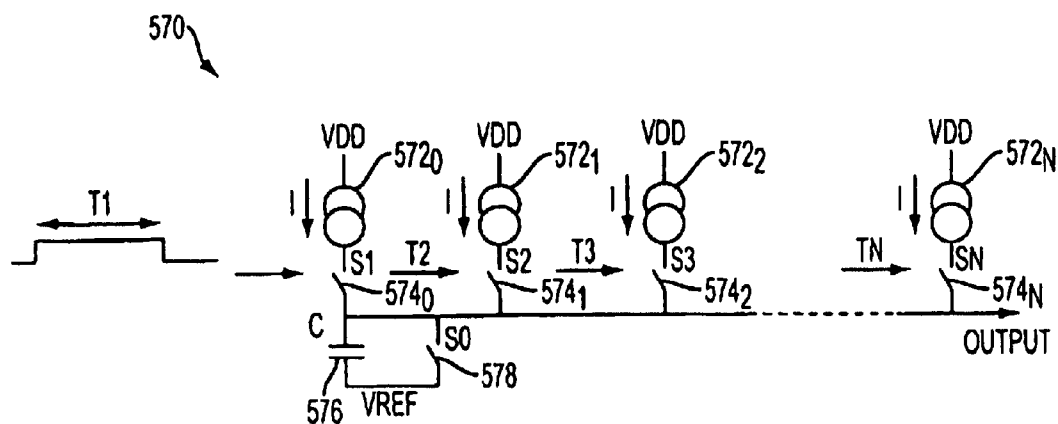 570
VDD VDD VDD VDD
572₀ 572₁ 572₂ 572N
T1
I I I I
S1 T2 S2 T3 S3 TN SN
574₀ 574₁ 574₂ 574N
C S0
OUTPUT
576 VREF 578